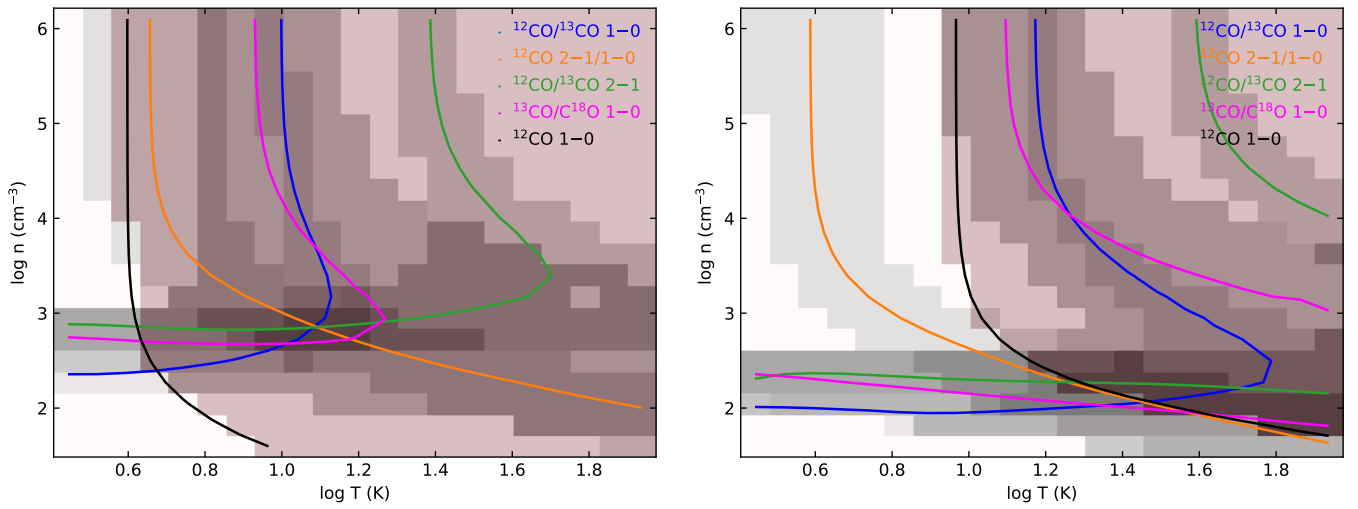 6
5
4
3
2
log n (cm⁻³)
0.6 0.8 1.0 1.2 1.4 1.6 1.8
log T (K)
¹²CO/¹³CO 1−0
¹²CO 2−1/1−0
¹²CO/¹³CO 2−1
¹³CO/C¹⁸O 1−0
¹²CO 1−0
6
5
4
3
2
log n (cm⁻³)
0.6 0.8 1.0 1.2 1.4 1.6 1.8
log T (K)
¹²CO/¹³CO 1−0
¹²CO 2−1/1−0
¹²CO/¹³CO 2−1
¹³CO/C¹⁸O 1−0
¹²CO 1−0